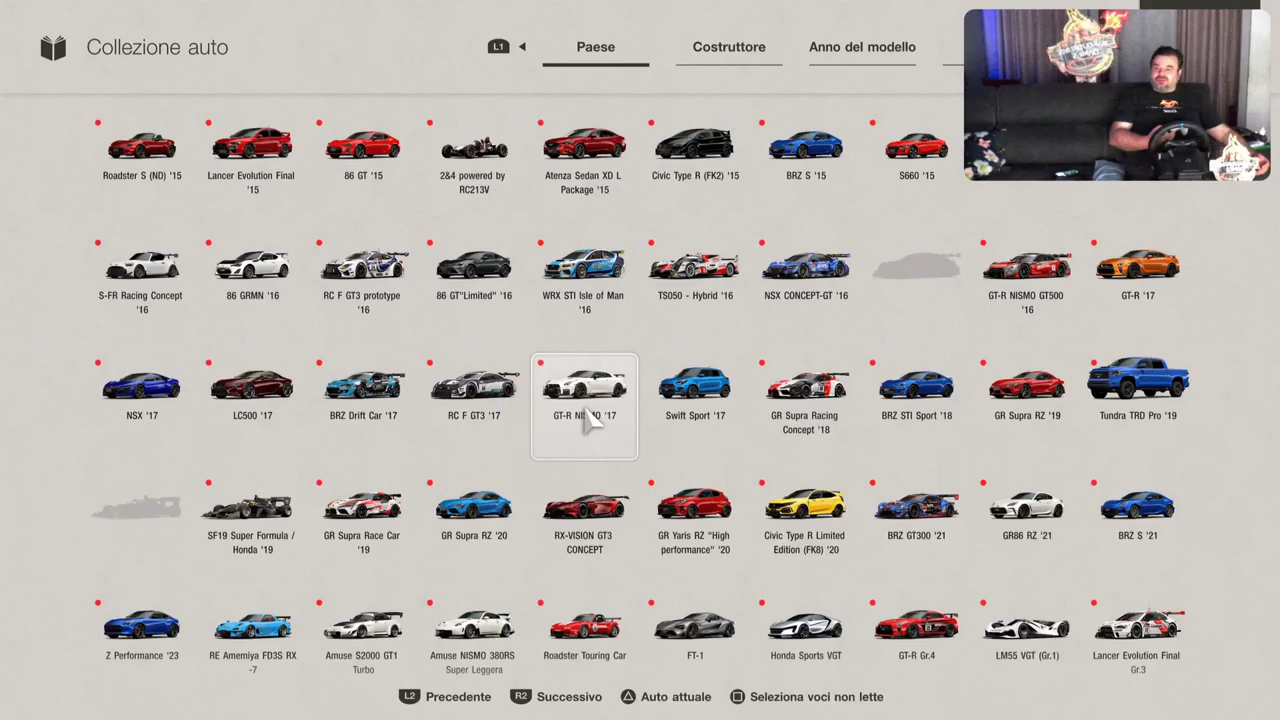 Collezione auto
L1
Paese
Costruttore
Anno del modello
Roadster S (ND) '15
Lancer Evolution Final
'15
86 GT '15
2&4 powered by
RC213V
Atenza Sedan XD L
Package '15
Civic Type R (FK2) '15
BRZ S '15
S660 '15
S-FR Racing Concept
'16
86 GRMN '16
RC F GT3 prototype
'16
86 GT"Limited" '16
WRX STI Isle of Man
'16
TS050 - Hybrid '16
NSX CONCEPT-GT '16
GT-R NISMO GT500
'16
GT-R '17
NSX '17
LC500 '17
BRZ Drift Car '17
RC F GT3 '17
GT-R NISMO '17
Swift Sport '17
GR Supra Racing
Concept '18
BRZ STI Sport '18
GR Supra RZ '19
Tundra TRD Pro '19
SF19 Super Formula /
Honda '19
GR Supra Race Car
'19
GR Supra RZ '20
RX-VISION GT3
CONCEPT
GR Yaris RZ "High
performance" '20
Civic Type R Limited
Edition (FK8) '20
BRZ GT300 '21
GR86 RZ '21
BRZ S '21
Z Performance '23
RE Amemiya FD3S RX
-7
Amuse S2000 GT1
Turbo
Amuse NISMO 380RS
Super Leggera
Roadster Touring Car
FT-1
Honda Sports VGT
GT-R Gr.4
LM55 VGT (Gr.1)
Lancer Evolution Final
Gr.3
L2 Precedente
R2 Successivo
Auto attuale
Seleziona voci non lette